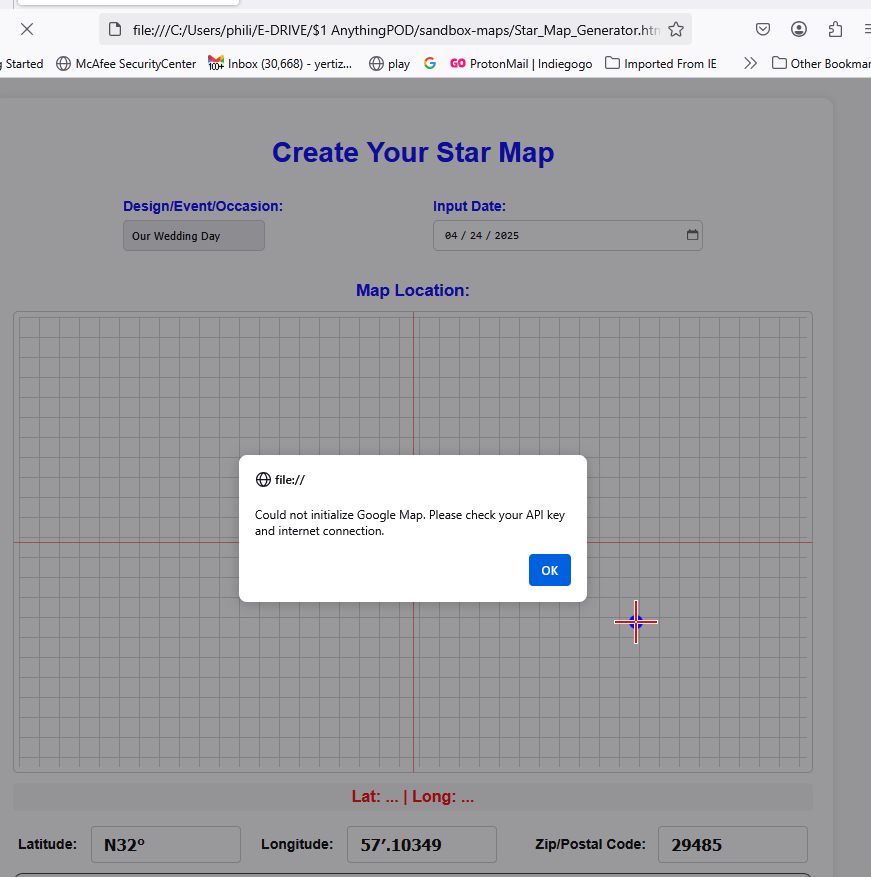 file:///C:/Users/phili/E-DRIVE/$1 AnythingPOD/sandbox-maps/Star_Map_Generator.htm
Started McAfee SecurityCenter 100+ Inbox (30,668) - yertiz... play G GO ProtonMail | Indiegogo Imported From IE Other Bookmar
Create Your Star Map
Design/Event/Occasion: Input Date:
Our Wedding Day 04 / 24 / 2025
Map Location:
file://
Could not initialize Google Map. Please check your API key
and internet connection.
OK
Lat: ... | Long: ...
Latitude: N32º Longitude: 57′.10349 Zip/Postal Code: 29485